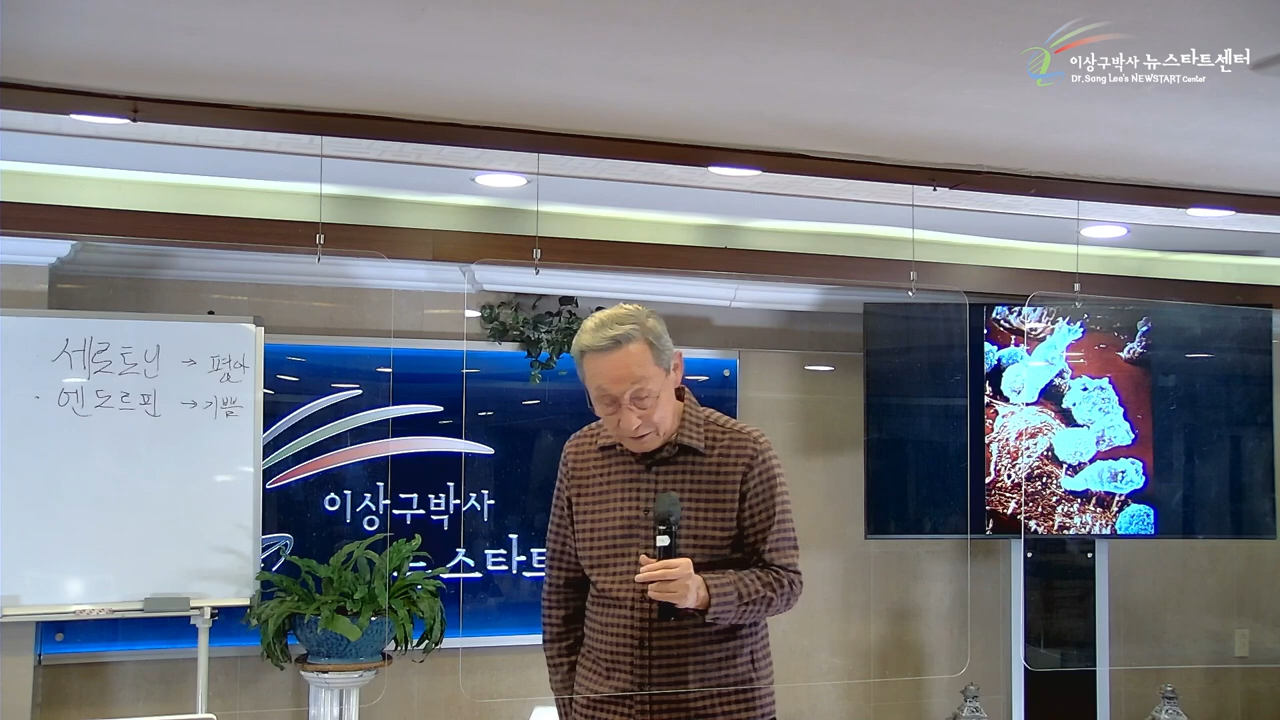 이상구박사 뉴스타트센터
Dr. Sang Lee's NEWSTART Center
세로토닌 → 평안
· 엔도르핀 → 기쁨
이상구박사
뉴스타트